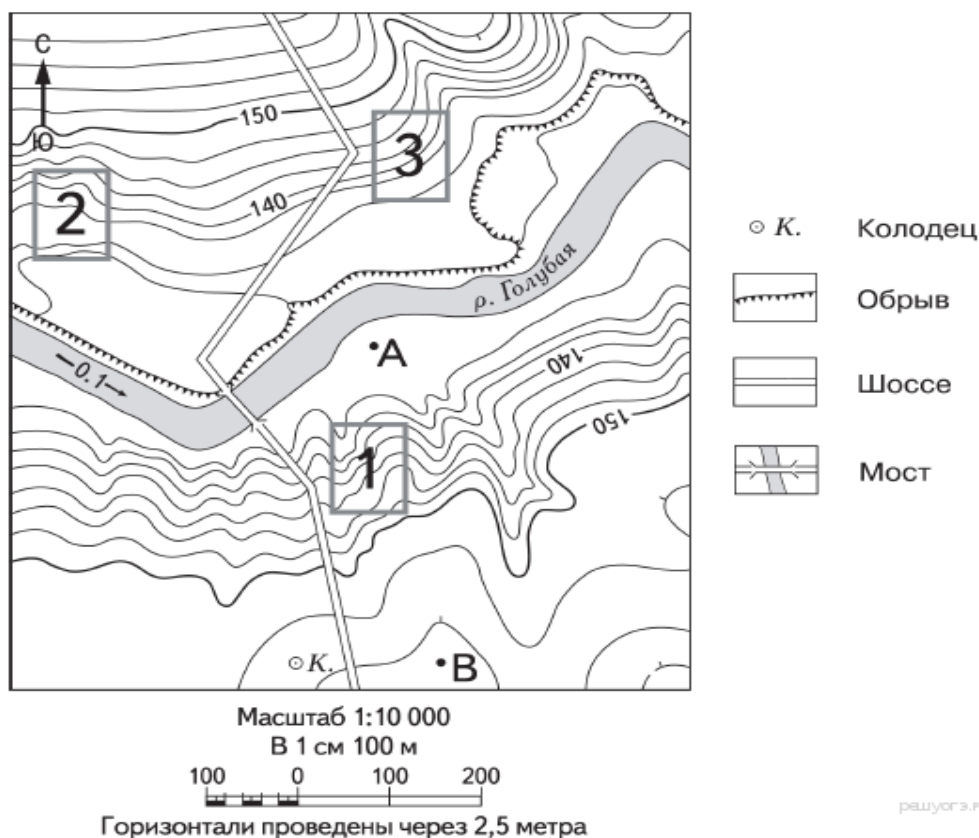 С
Ю
150
2
3
140
р. Голубая
0.1
А
140
150
1
К.
В
К. Колодец
Обрыв
Шоссе
Мост
Масштаб 1:10 000
В 1 см 100 м
100 0 100 200
Горизонтали проведены через 2,5 метра